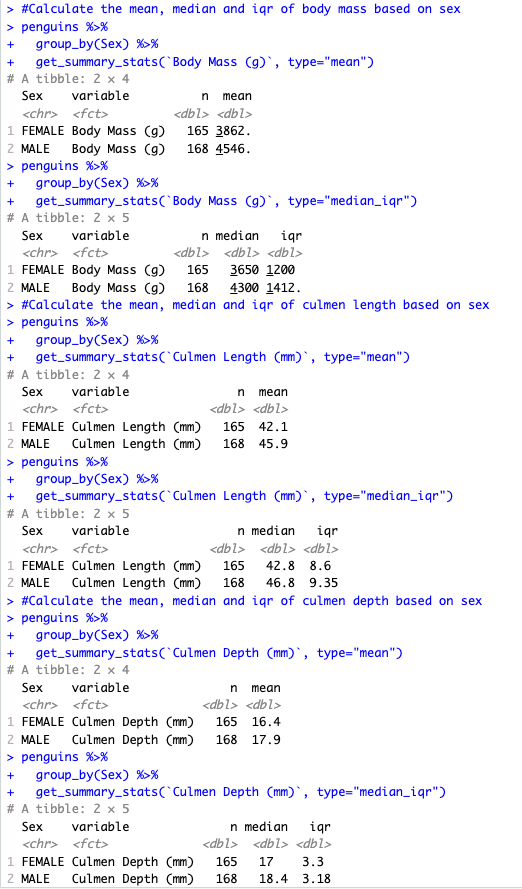 > #Calculate the mean, median and iqr of body mass based on sex
> penguins %>%
+   group_by(Sex) %>%
+   get_summary_stats(`Body Mass (g)`, type="mean")
# A tibble: 2 × 4
  Sex    variable          n  mean
  <chr>  <fct>         <dbl> <dbl>
1 FEMALE Body Mass (g)   165 3862.
2 MALE   Body Mass (g)   168 4546.
> penguins %>%
+   group_by(Sex) %>%
+   get_summary_stats(`Body Mass (g)`, type="median_iqr")
# A tibble: 2 × 5
  Sex    variable          n median   iqr
  <chr>  <fct>         <dbl>  <dbl> <dbl>
1 FEMALE Body Mass (g)   165   3650 1200
2 MALE   Body Mass (g)   168   4300 1412.
> #Calculate the mean, median and iqr of culmen length based on sex
> penguins %>%
+   group_by(Sex) %>%
+   get_summary_stats(`Culmen Length (mm)`, type="mean")
# A tibble: 2 × 4
  Sex    variable               n  mean
  <chr>  <fct>              <dbl> <dbl>
1 FEMALE Culmen Length (mm)   165  42.1
2 MALE   Culmen Length (mm)   168  45.9
> penguins %>%
+   group_by(Sex) %>%
+   get_summary_stats(`Culmen Length (mm)`, type="median_iqr")
# A tibble: 2 × 5
  Sex    variable               n median   iqr
  <chr>  <fct>              <dbl>  <dbl> <dbl>
1 FEMALE Culmen Length (mm)   165   42.8  8.6
2 MALE   Culmen Length (mm)   168   46.8  9.35
> #Calculate the mean, median and iqr of culmen depth based on sex
> penguins %>%
+   group_by(Sex) %>%
+   get_summary_stats(`Culmen Depth (mm)`, type="mean")
# A tibble: 2 × 4
  Sex    variable              n  mean
  <chr>  <fct>             <dbl> <dbl>
1 FEMALE Culmen Depth (mm)   165  16.4
2 MALE   Culmen Depth (mm)   168  17.9
> penguins %>%
+   group_by(Sex) %>%
+   get_summary_stats(`Culmen Depth (mm)`, type="median_iqr")
# A tibble: 2 × 5
  Sex    variable              n median   iqr
  <chr>  <fct>             <dbl>  <dbl> <dbl>
1 FEMALE Culmen Depth (mm)   165   17    3.3
2 MALE   Culmen Depth (mm)   168   18.4  3.18